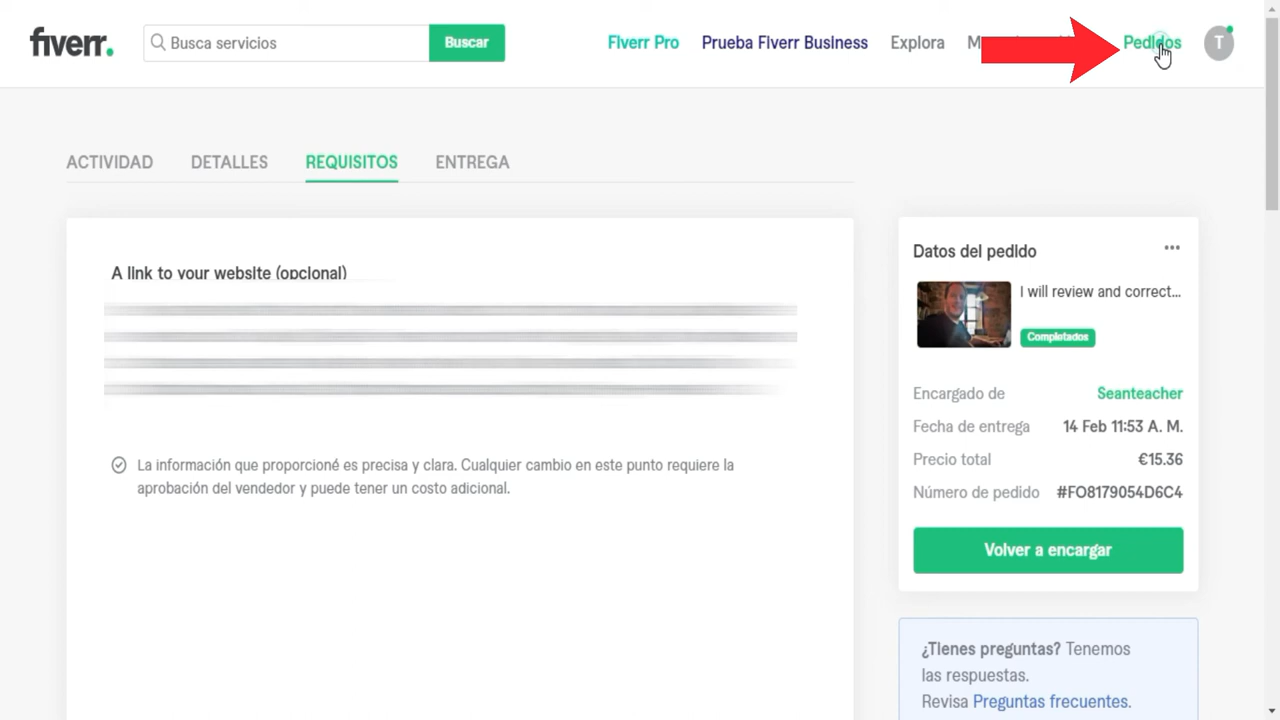 fiverr.
Busca servicios
Buscar
Fiverr Pro
Prueba Fiverr Business
Explora
Pedidos
T
ACTIVIDAD
DETALLES
REQUISITOS
ENTREGA
A link to your website (opcional)
La información que proporcioné es precisa y clara. Cualquier cambio en este punto requiere la
aprobación del vendedor y puede tener un costo adicional.
Datos del pedido
I will review and correct...
Completados
Encargado de Seanteacher
Fecha de entrega 14 Feb 11:53 A. M.
Precio total €15.36
Número de pedido #FO8179054D6C4
Volver a encargar
¿Tienes preguntas? Tenemos
las respuestas.
Revisa Preguntas frecuentes.